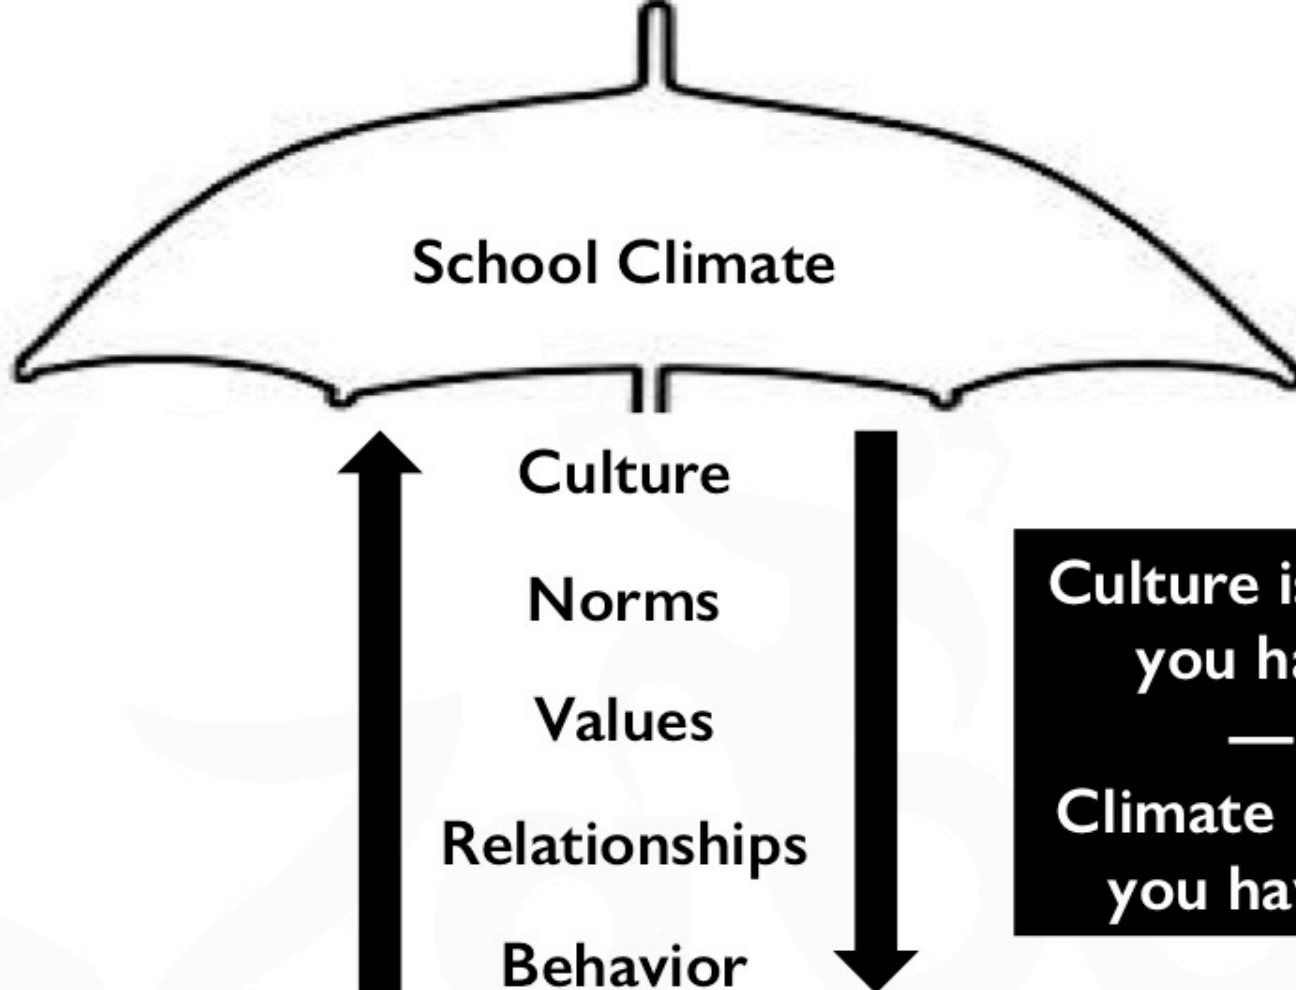 School Climate
Culture
Norms
Values
Relationships
Behavior
Culture
you
—
Climate
you